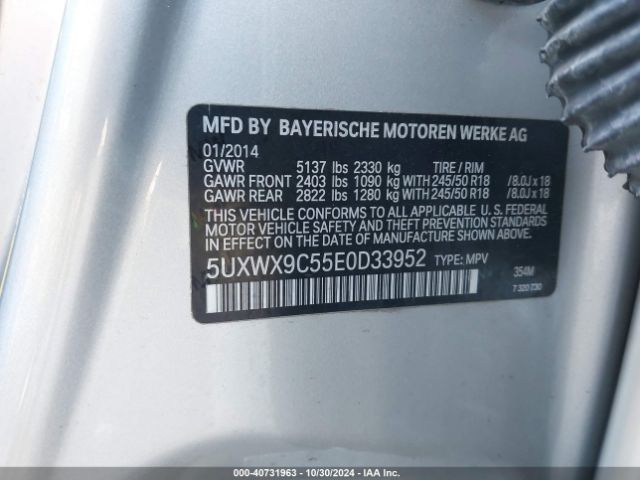 MFD BY BAYERISCHE MOTOREN WERKE AG
01/2014
GVWR 5137 lbs 2330 kg TIRE / RIM
GAWR FRONT 2403 lbs 1090 kg WITH 245/50 R18 /8.0J x 18
GAWR REAR 2822 lbs 1280 kg WITH 245/50 R18 /8.0J x 18
THIS VEHICLE CONFORMS TO ALL APPLICABLE U.S. FEDERAL
MOTOR VEHICLE SAFETY AND THEFT PREVENTION STANDARDS
IN EFFECT ON THE DATE OF MANUFACTURE SHOWN ABOVE.
5UXWX9C55E0D33952 TYPE: MPV
354M
7 320 730
000-40731963 | 10/30/2024 | IAA Inc.